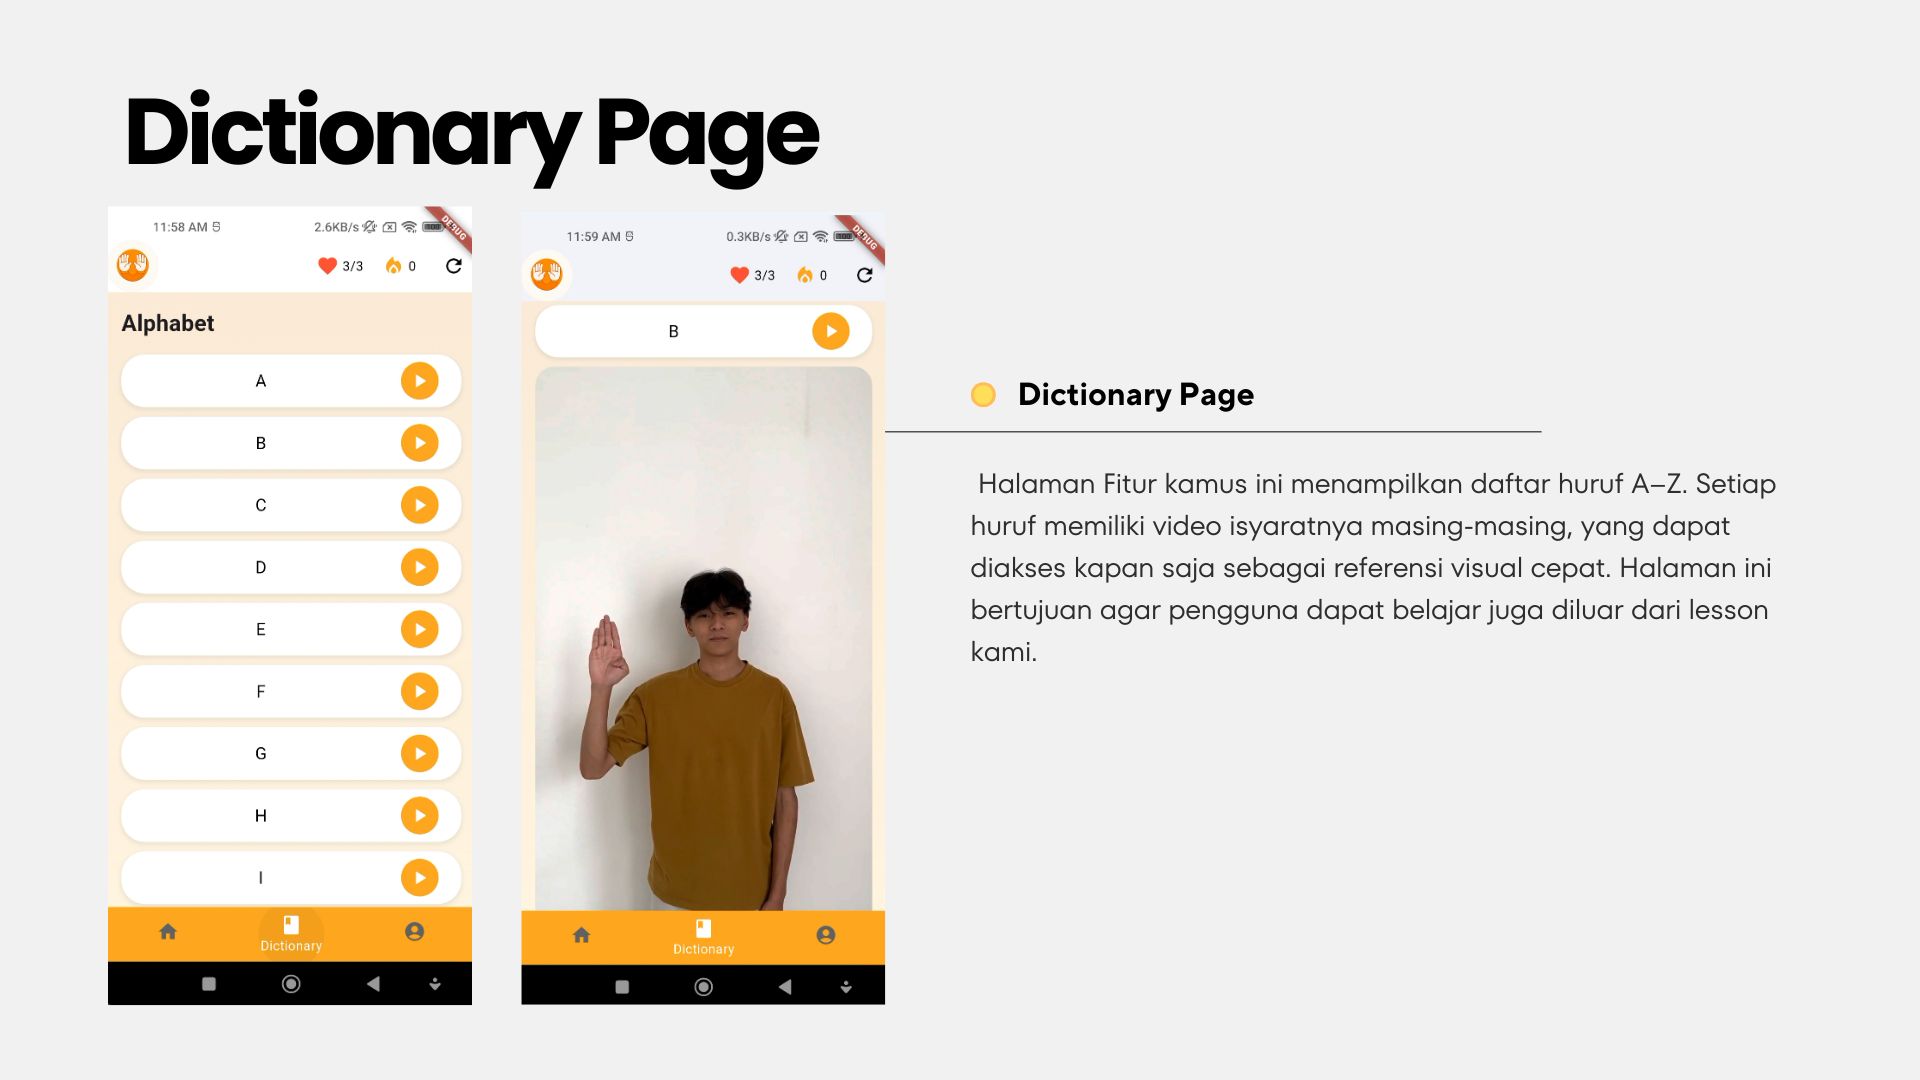 Dictionary Page
11:58 AM
2.6KB/s
DEBUG
3/3
0
Alphabet
A
B
C
D
E
F
G
H
I
Dictionary
11:59 AM
0.3KB/s
DEBUG
3/3
0
B
Dictionary
Dictionary Page
Halaman Fitur kamus ini menampilkan daftar huruf A–Z. Setiap
huruf memiliki video isyaratnya masing-masing, yang dapat
diakses kapan saja sebagai referensi visual cepat. Halaman ini
bertujuan agar pengguna dapat belajar juga diluar dari lesson
kami.